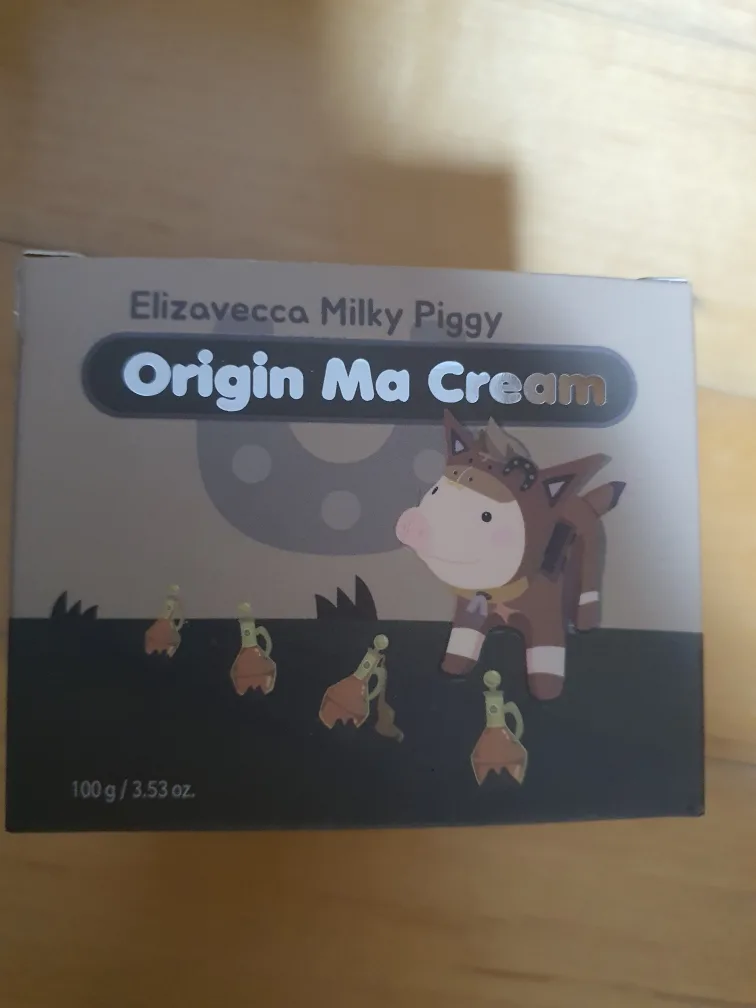 Elizavecca Milky Piggy
Origin Ma Cream
100g / 3.53 oz.